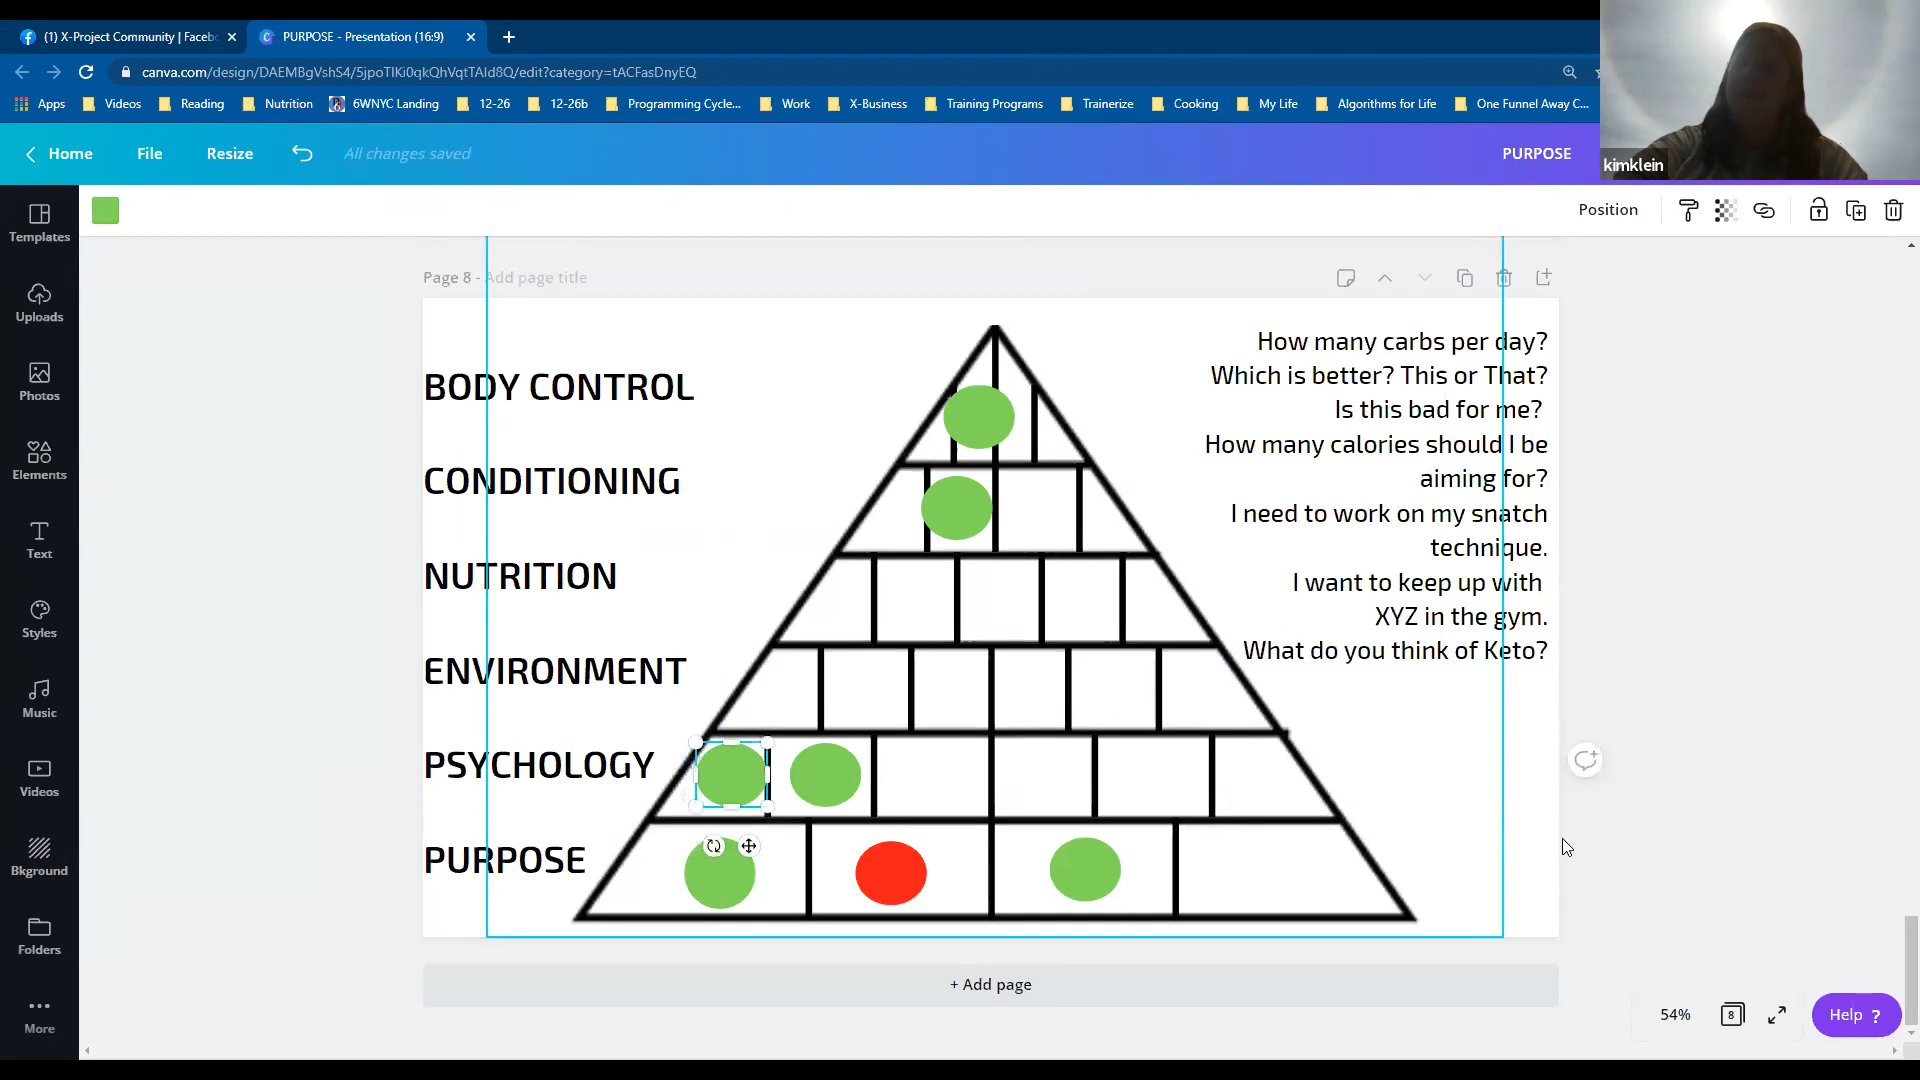 (1) X-Project Community | Faceb
PURPOSE - Presentation (16:9)
canva.com/design/DAEMBgVshS4/5jpoTlKi0qkQhVqtTAId8Q/edit?category=tACFasDnyEQ
Apps Videos Reading Nutrition 6WNYC Landing 12-26 12-26b Programming Cycle... Work X-Business Training Programs Trainerize Cooking My Life Algorithms for Life One Funnel Away C...
Home File Resize All changes saved PURPOSE
kimklein
Position
Templates
Uploads
Photos
Elements
Text
Styles
Music
Videos
Bkground
Folders
More
Page 8 - Add page title
BODY CONTROL
CONDITIONING
NUTRITION
ENVIRONMENT
PSYCHOLOGY
PURPOSE
How many carbs per day?
Which is better? This or That?
Is this bad for me?
How many calories should I be
aiming for?
I need to work on my snatch
technique.
I want to keep up with
XYZ in the gym.
What do you think of Keto?
+ Add page
54% 8 Help ?